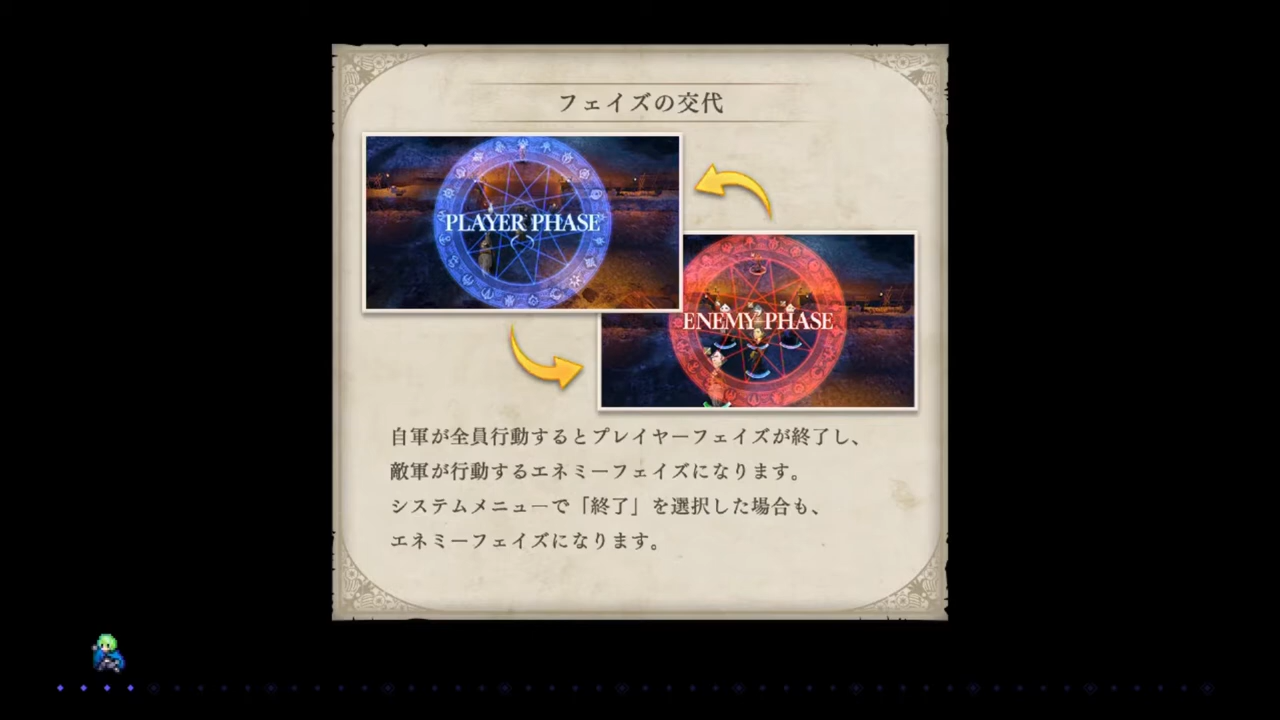 フェイズの交代
PLAYER PHASE
ENEMY PHASE
自軍が全員行動するとプレイヤーフェイズが終了し、
敵軍が行動するエネミーフェイズになります。
システムメニューで「終了」を選択した場合も、
エネミーフェイズになります。